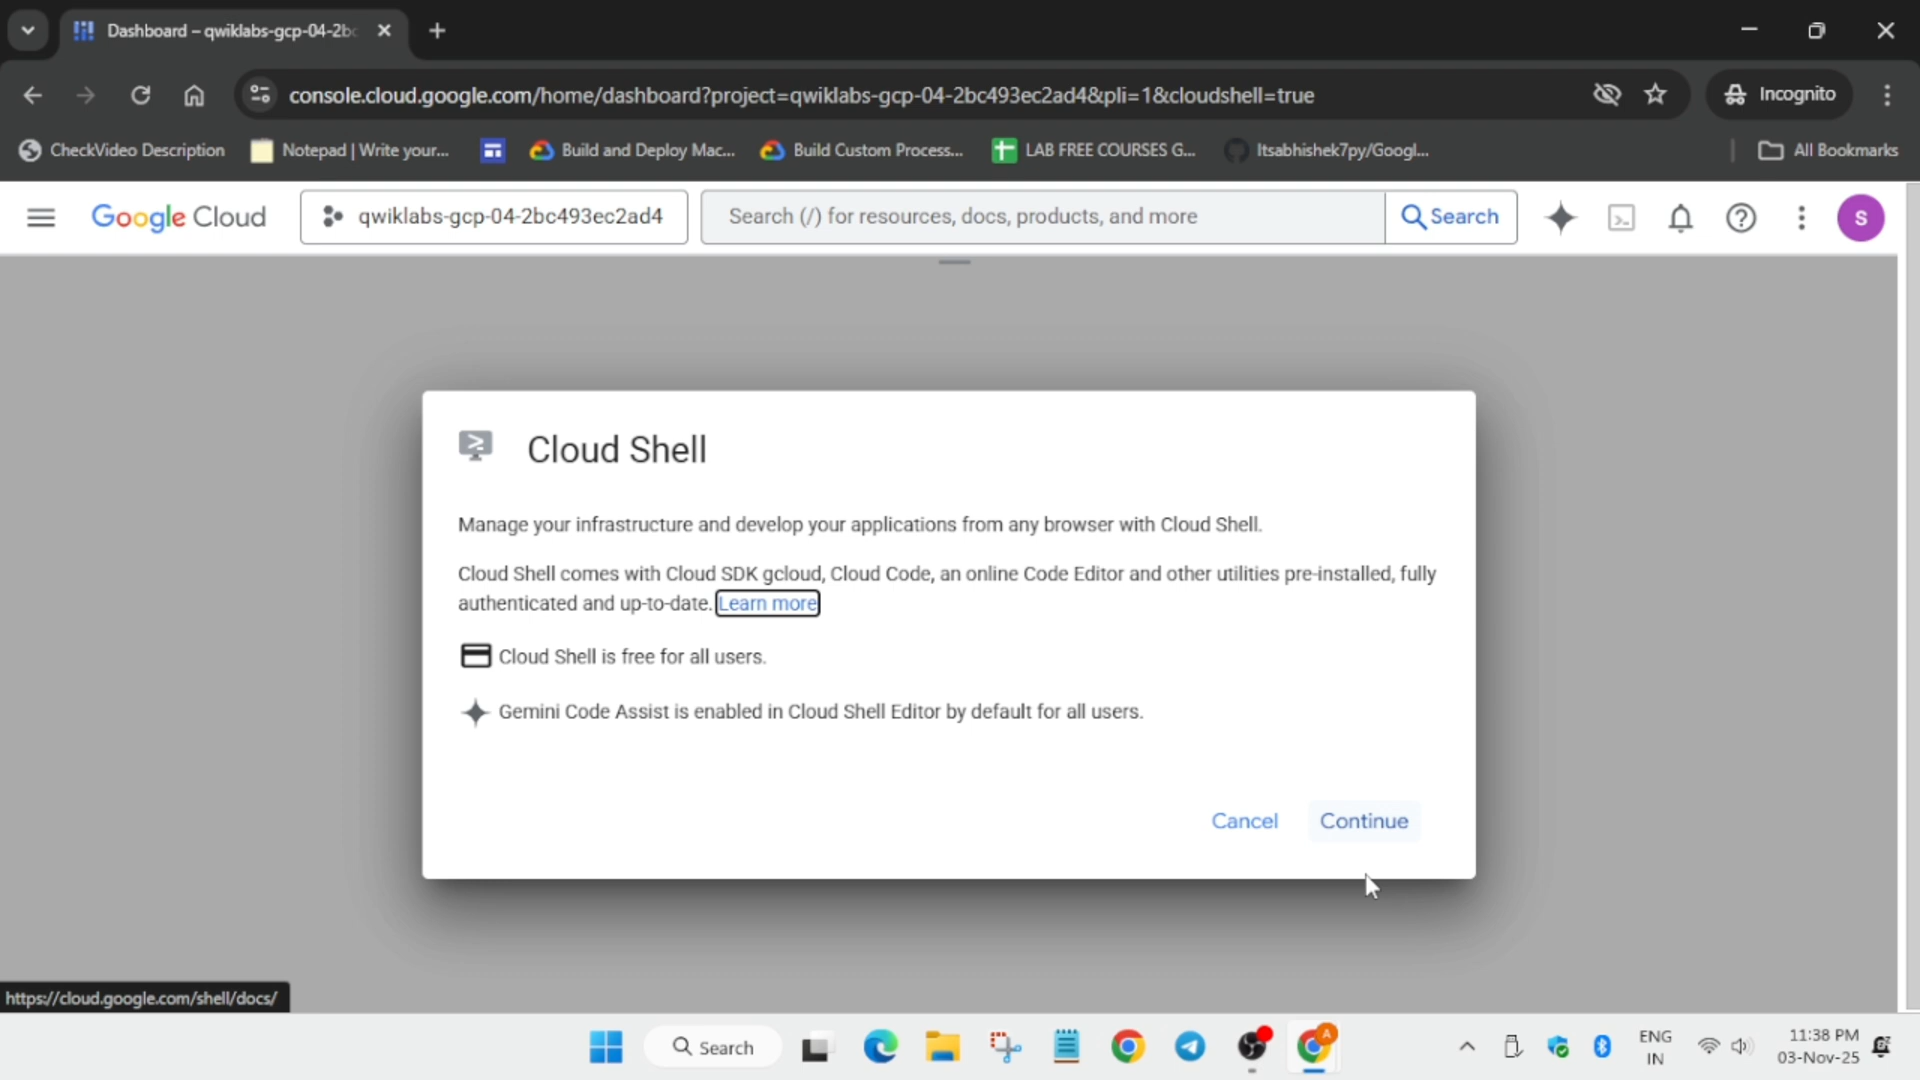 Dashboard – qwiklabs-gcp-04-2bc
console.cloud.google.com/home/dashboard?project=qwiklabs-gcp-04-2bc493ec2ad4&pli=1&cloudshell=true
Incognito
CheckVideo Description
Notepad | Write your...
Build and Deploy Mac...
Build Custom Process...
LAB FREE COURSES G...
Itsabhishek7py/Googl...
All Bookmarks
Google Cloud
qwiklabs-gcp-04-2bc493ec2ad4
Search (/) for resources, docs, products, and more
Search
S
Cloud Shell
Manage your infrastructure and develop your applications from any browser with Cloud Shell.
Cloud Shell comes with Cloud SDK gcloud, Cloud Code, an online Code Editor and other utilities pre-installed, fully
authenticated and up-to-date. Learn more
Cloud Shell is free for all users.
Gemini Code Assist is enabled in Cloud Shell Editor by default for all users.
Cancel
Continue
https://cloud.google.com/shell/docs/
Search
A
ENG
IN
11:38 PM
03-Nov-25